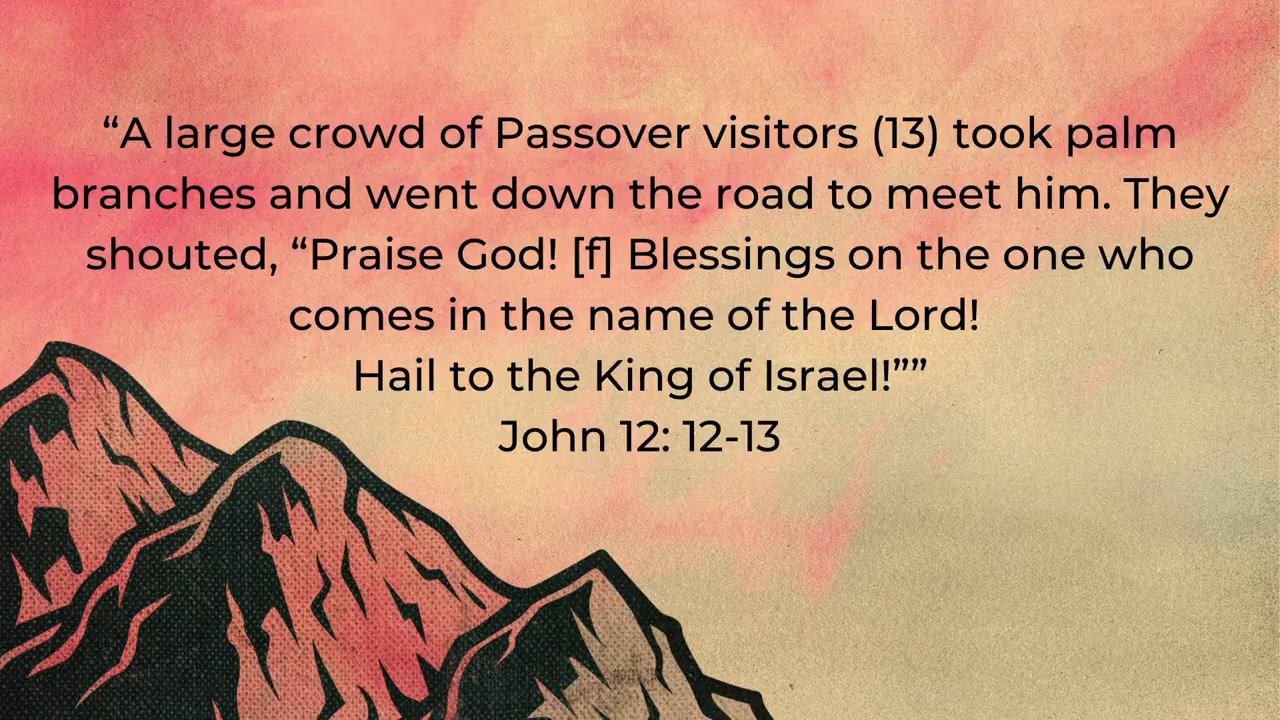 “A large crowd of Passover visitors (13) took palm
branches and went down the road to meet him. They
shouted, “Praise God! [f] Blessings on the one who
comes in the name of the Lord!
Hail to the King of Israel!””
John 12: 12-13